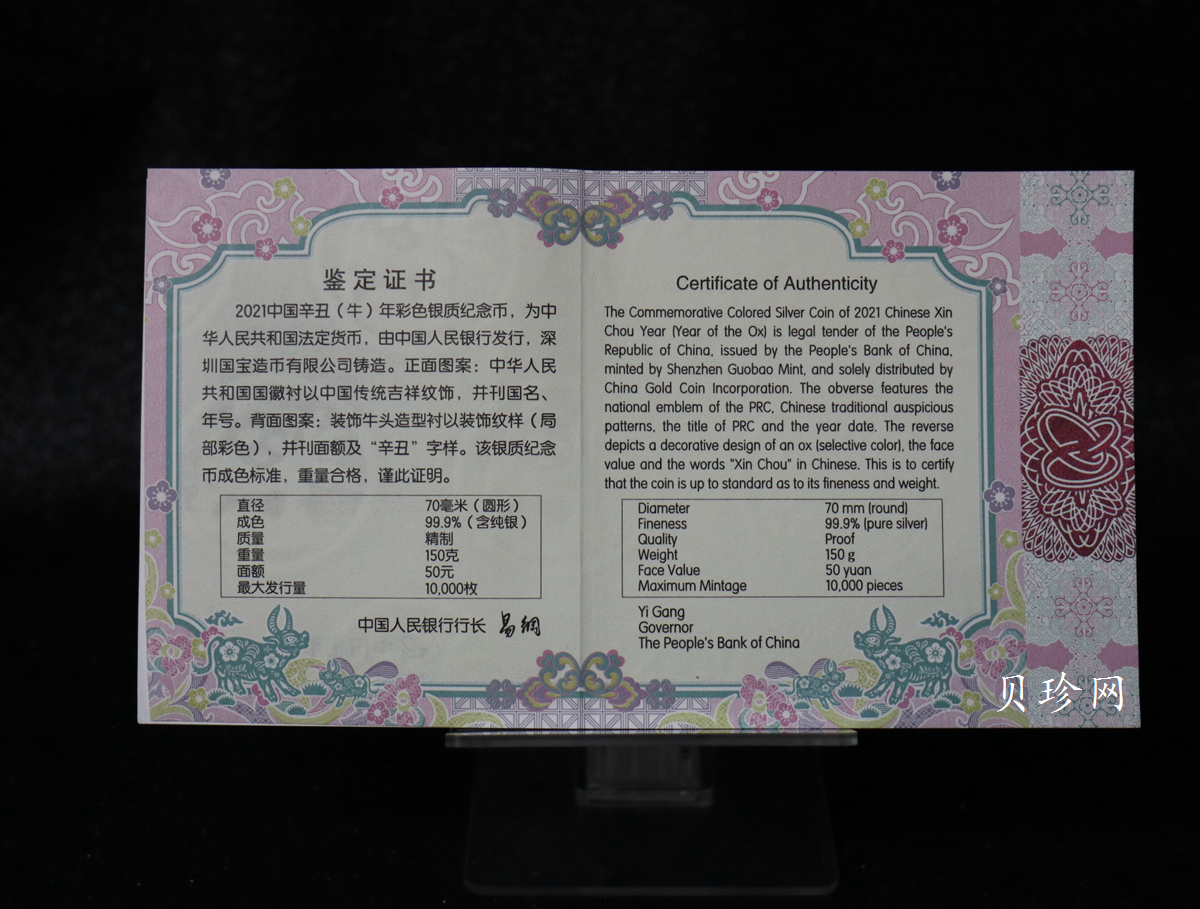 鉴定证书
2021中国辛丑（牛）年彩色银质纪念币，为中
华人民共和国法定货币，由中国人民银行发行，深
圳国宝造币有限公司铸造。正面图案：中华人民
共和国国徽衬以中国传统吉祥纹饰，并刊国名、
年号。背面图案：装饰牛头造型衬以装饰纹样（局
部彩色），并刊面额及“辛丑”字样。该银质纪念
币成色标准，重量合格，谨此证明。
直径 70毫米（圆形）
成色 99.9%（含纯银）
质量 精制
重量 150克
面额 50元
最大发行量 10,000枚
中国人民银行行长 易纲
Certificate of Authenticity
The Commemorative Colored Silver Coin of 2021 Chinese Xin
Chou Year (Year of the Ox) is legal tender of the People's
Republic of China, issued by the People's Bank of China,
minted by Shenzhen Guobao Mint, and solely distributed by
China Gold Coin Incorporation. The obverse features the
national emblem of the PRC, Chinese traditional auspicious
patterns, the title of PRC and the year date. The reverse
depicts a decorative design of an ox (selective color), the face
value and the words "Xin Chou" in Chinese. This is to certify
that the coin is up to standard as to its fineness and weight.
Diameter 70 mm (round)
Fineness 99.9% (pure silver)
Quality Proof
Weight 150 g
Face Value 50 yuan
Maximum Mintage 10,000 pieces
Yi Gang
Governor
The People's Bank of China
贝珍网